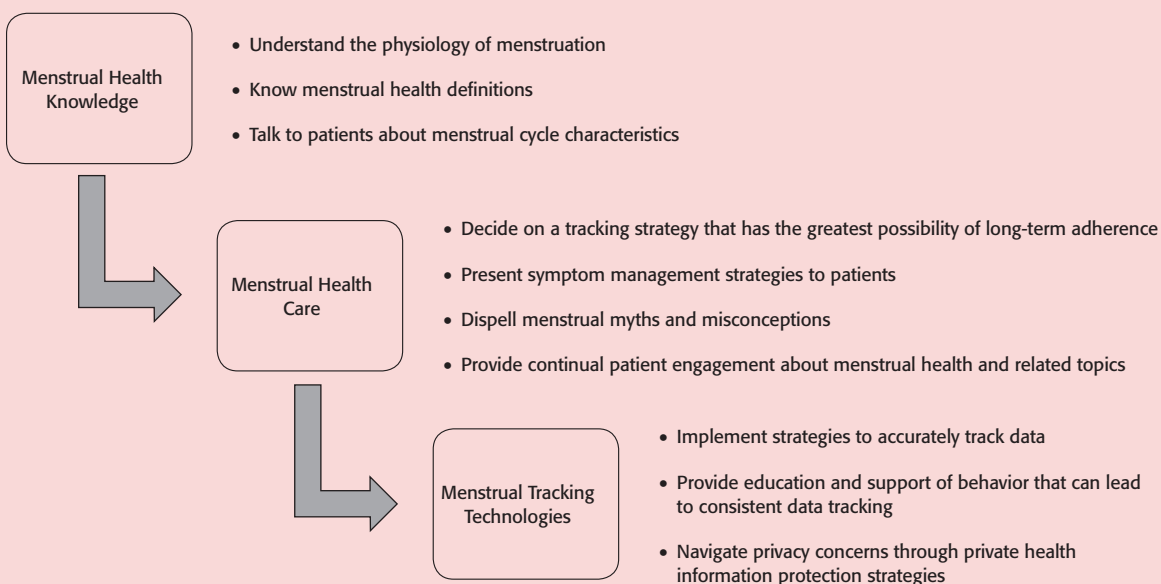 Menstrual Health
Knowledge
• Understand the physiology of menstruation
• Know menstrual health definitions
• Talk to patients about menstrual cycle characteristics
Menstrual Health
Care
• Decide on a tracking strategy that has the greatest possibility of long-term adherence
• Present symptom management strategies to patients
• Dispell menstrual myths and misconceptions
• Provide continual patient engagement about menstrual health and related topics
Menstrual Tracking
Technologies
• Implement strategies to accurately track data
• Provide education and support of behavior that can lead
to consistent data tracking
• Navigate privacy concerns through private health
information protection strategies